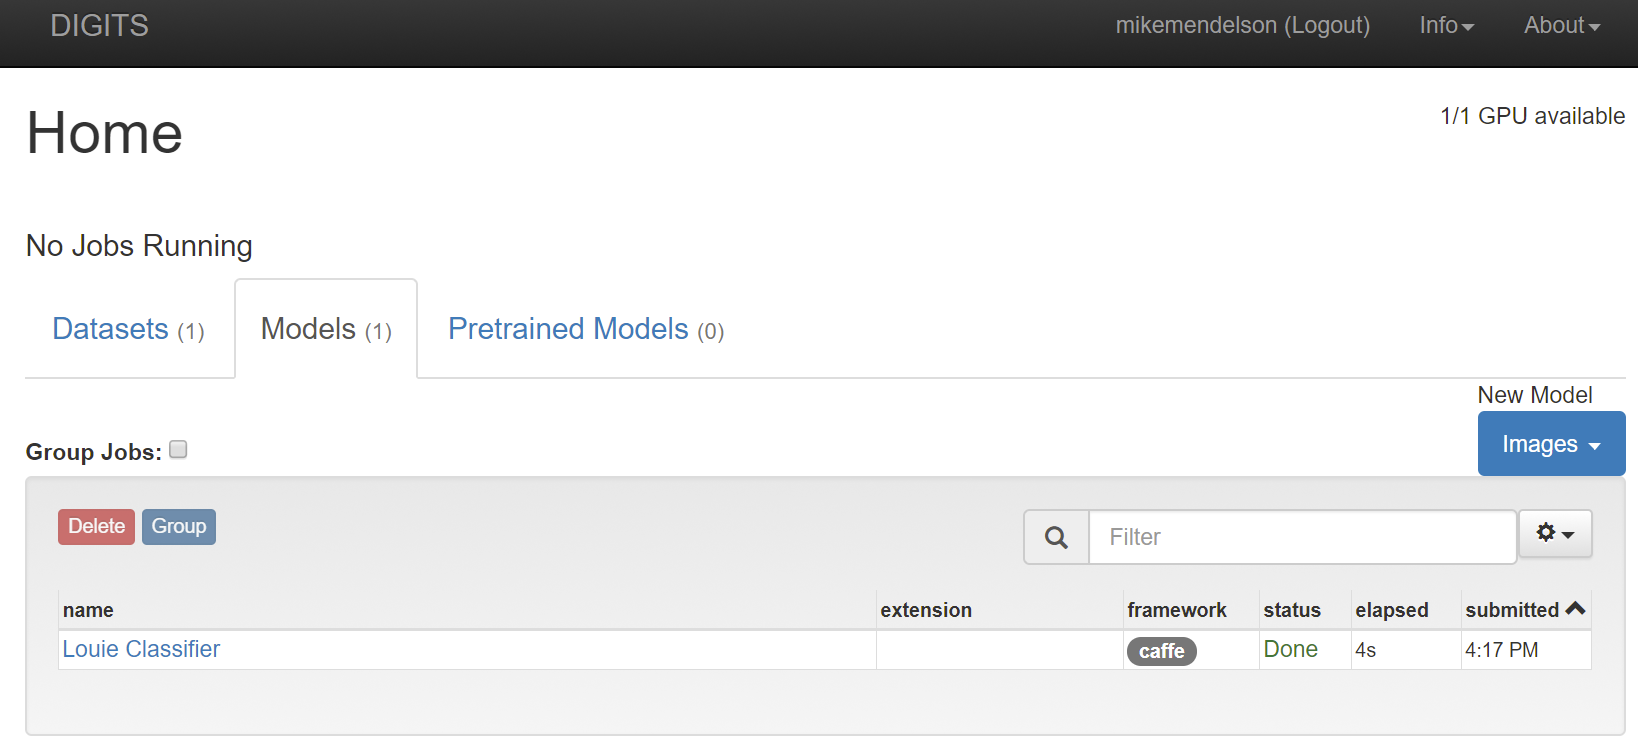 DIGITS mikemendelson (Logout) Info About
Home
1/1 GPU available
No Jobs Running
Datasets (1) Models (1) Pretrained Models (0)
New Model
Group Jobs:
Images
Delete Group
Filter
name extension framework status elapsed submitted
Louie Classifier caffe Done 4s 4:17 PM